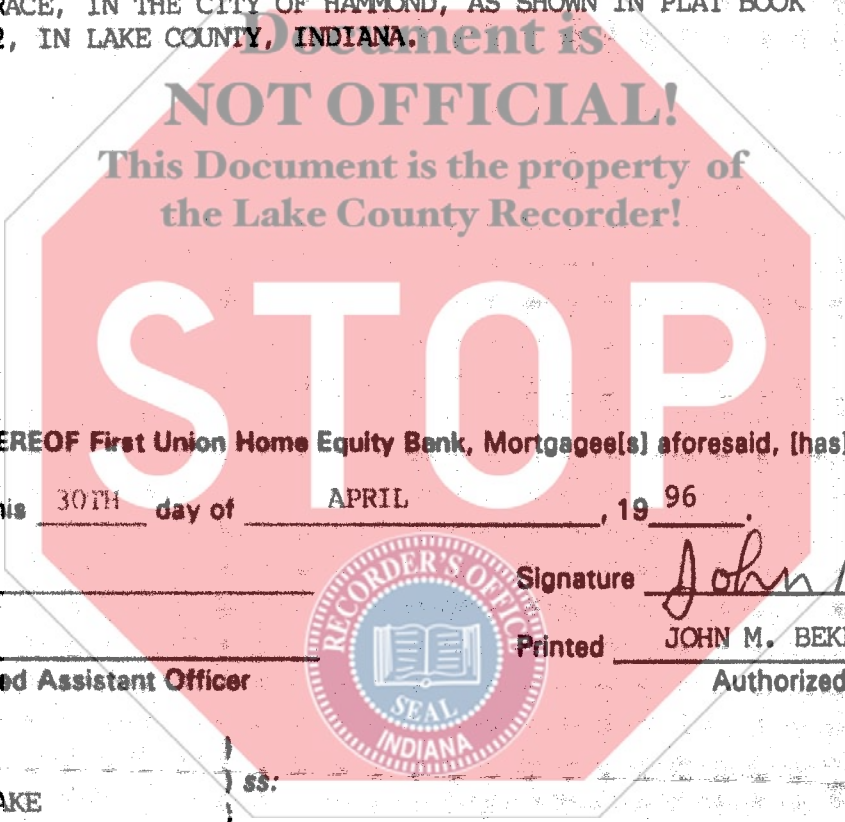 RACE, IN THE CITY OF HAMMOND, AS SHOWN IN PLAT BOOK
2, IN LAKE COUNTY, INDIANA.
Document is
NOT OFFICIAL!
This Document is the property of
the Lake County Recorder!
STOP
EREOF First Union Home Equity Bank, Mortgagee[s] aforesaid, [has]
his 30TH day of APRIL, 19 96.
Signature John
Printed JOHN M. BEK
ed Assistant Officer Authorized
RECORDER'S OFFIC
SEAL
INDIANA
) ss:
AKE